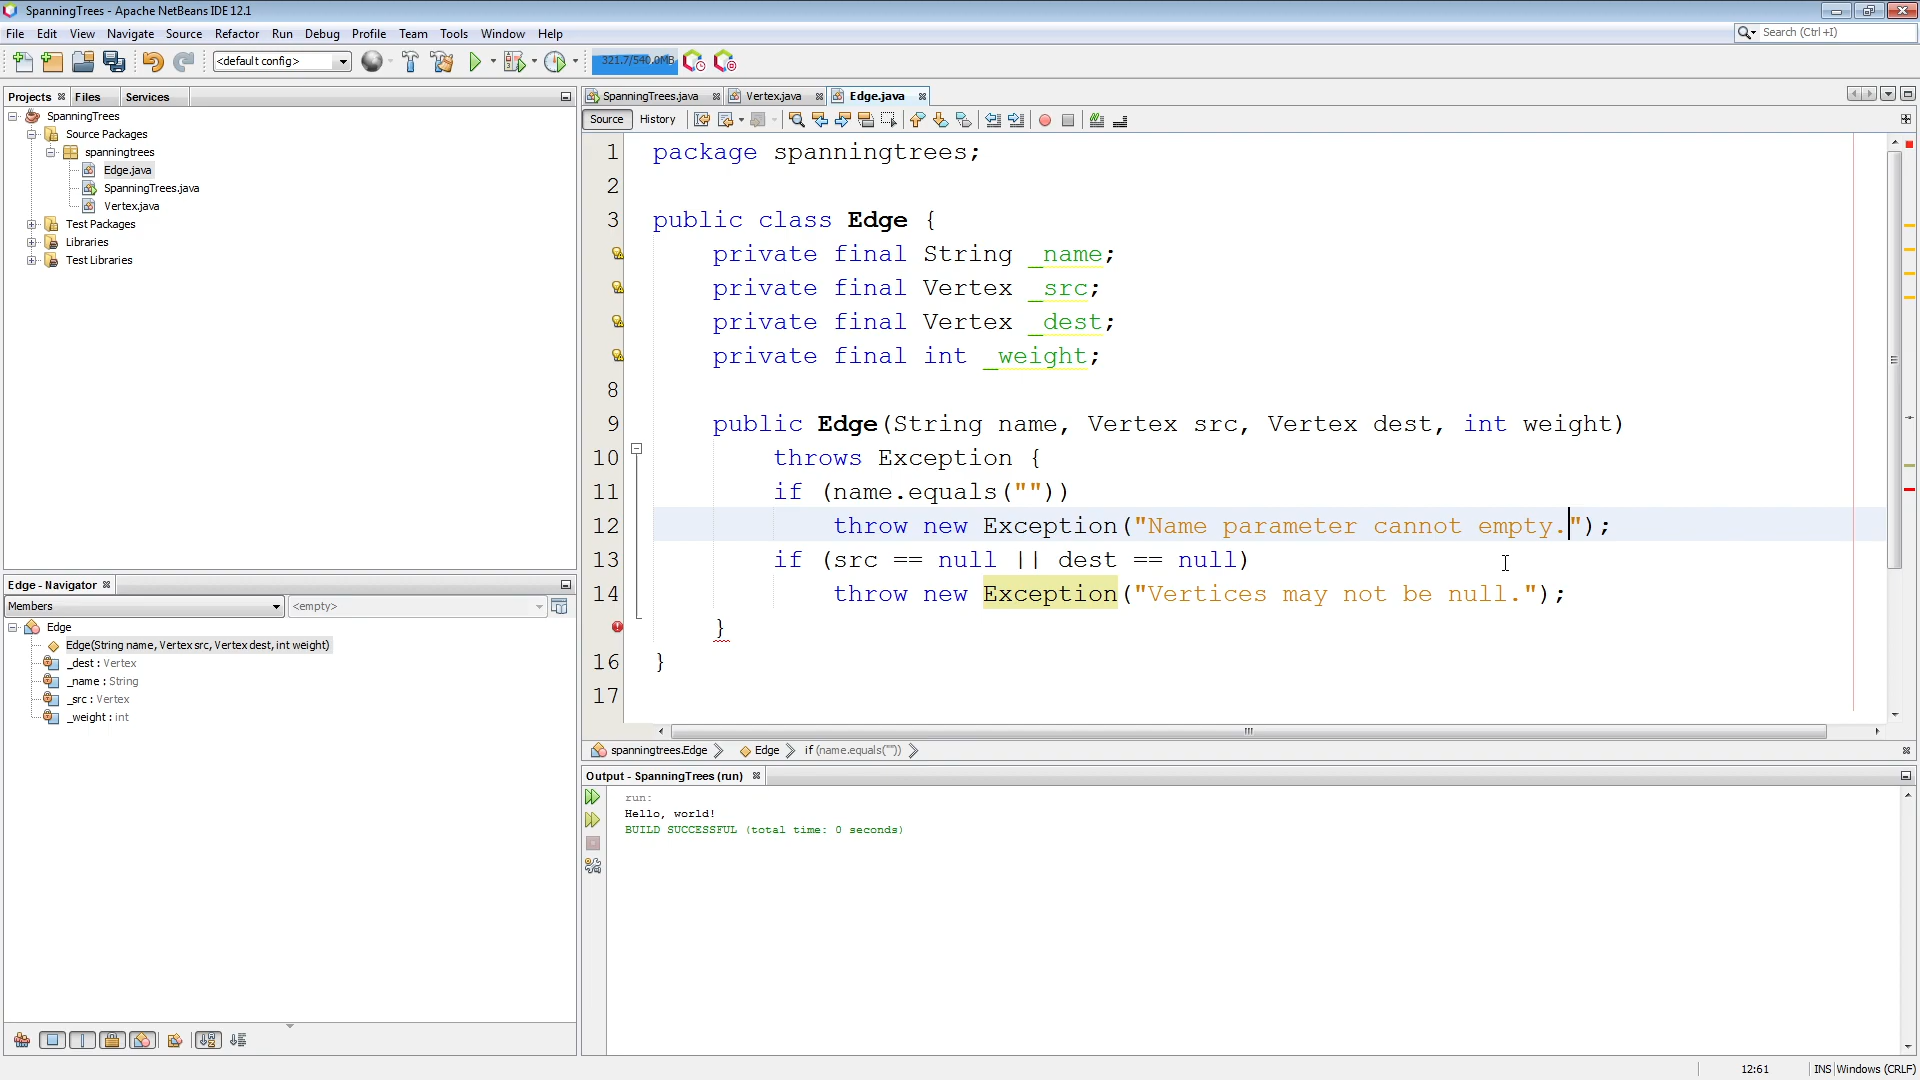 SpanningTrees - Apache NetBeans IDE 12.1
File Edit View Navigate Source Refactor Run Debug Profile Team Tools Window Help
Search (Ctrl+I)
<default config>
321.7/540.0MB
Projects Files Services
SpanningTrees
Source Packages
spanningtrees
Edge.java
SpanningTrees.java
Vertex.java
Test Packages
Libraries
Test Libraries
SpanningTrees.java Vertex.java Edge.java
Source History
1 package spanningtrees;
2
3 public class Edge {
private final String _name;
private final Vertex _src;
private final Vertex _dest;
private final int _weight;
8
9 public Edge(String name, Vertex src, Vertex dest, int weight)
10 throws Exception {
11 if (name.equals(""))
12 throw new Exception("Name parameter cannot empty.");
13 if (src == null || dest == null)
14 throw new Exception("Vertices may not be null.");
}
16 }
17
spanningtrees.Edge Edge if (name.equals(""))
Edge - Navigator
Members <empty>
Edge
Edge(String name, Vertex src, Vertex dest, int weight)
_dest : Vertex
_name : String
_src : Vertex
_weight : int
Output - SpanningTrees (run)
run:
Hello, world!
BUILD SUCCESSFUL (total time: 0 seconds)
12:61 INS Windows (CRLF)